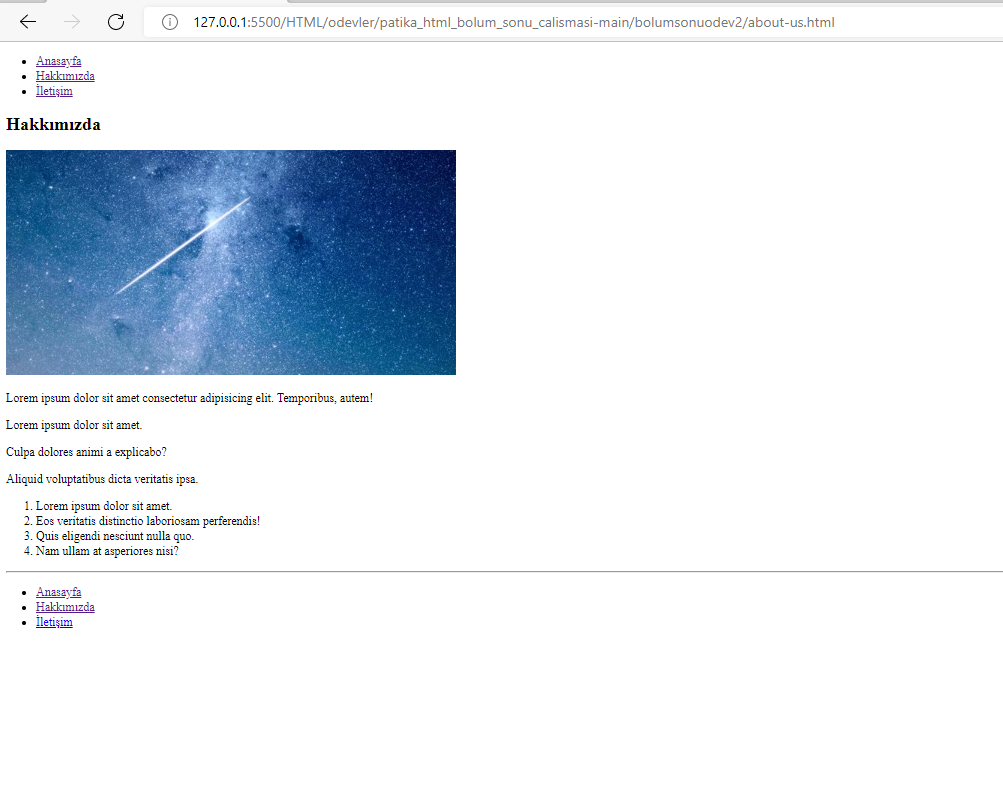 127.0.0.1:5500/HTML/odevler/patika_html_bolum_sonu_calismasi-main/bolumsonuodev2/about-us.html
Anasayfa
Hakkımızda
İletişim
Hakkımızda
Lorem ipsum dolor sit amet consectetur adipisicing elit. Temporibus, autem!
Lorem ipsum dolor sit amet.
Culpa dolores animi a explicabo?
Aliquid voluptatibus dicta veritatis ipsa.
1. Lorem ipsum dolor sit amet.
2. Eos veritatis distinctio laboriosam perferendis!
3. Quis eligendi nesciunt nulla quo.
4. Nam ullam at asperiores nisi?
Anasayfa
Hakkımızda
İletişim